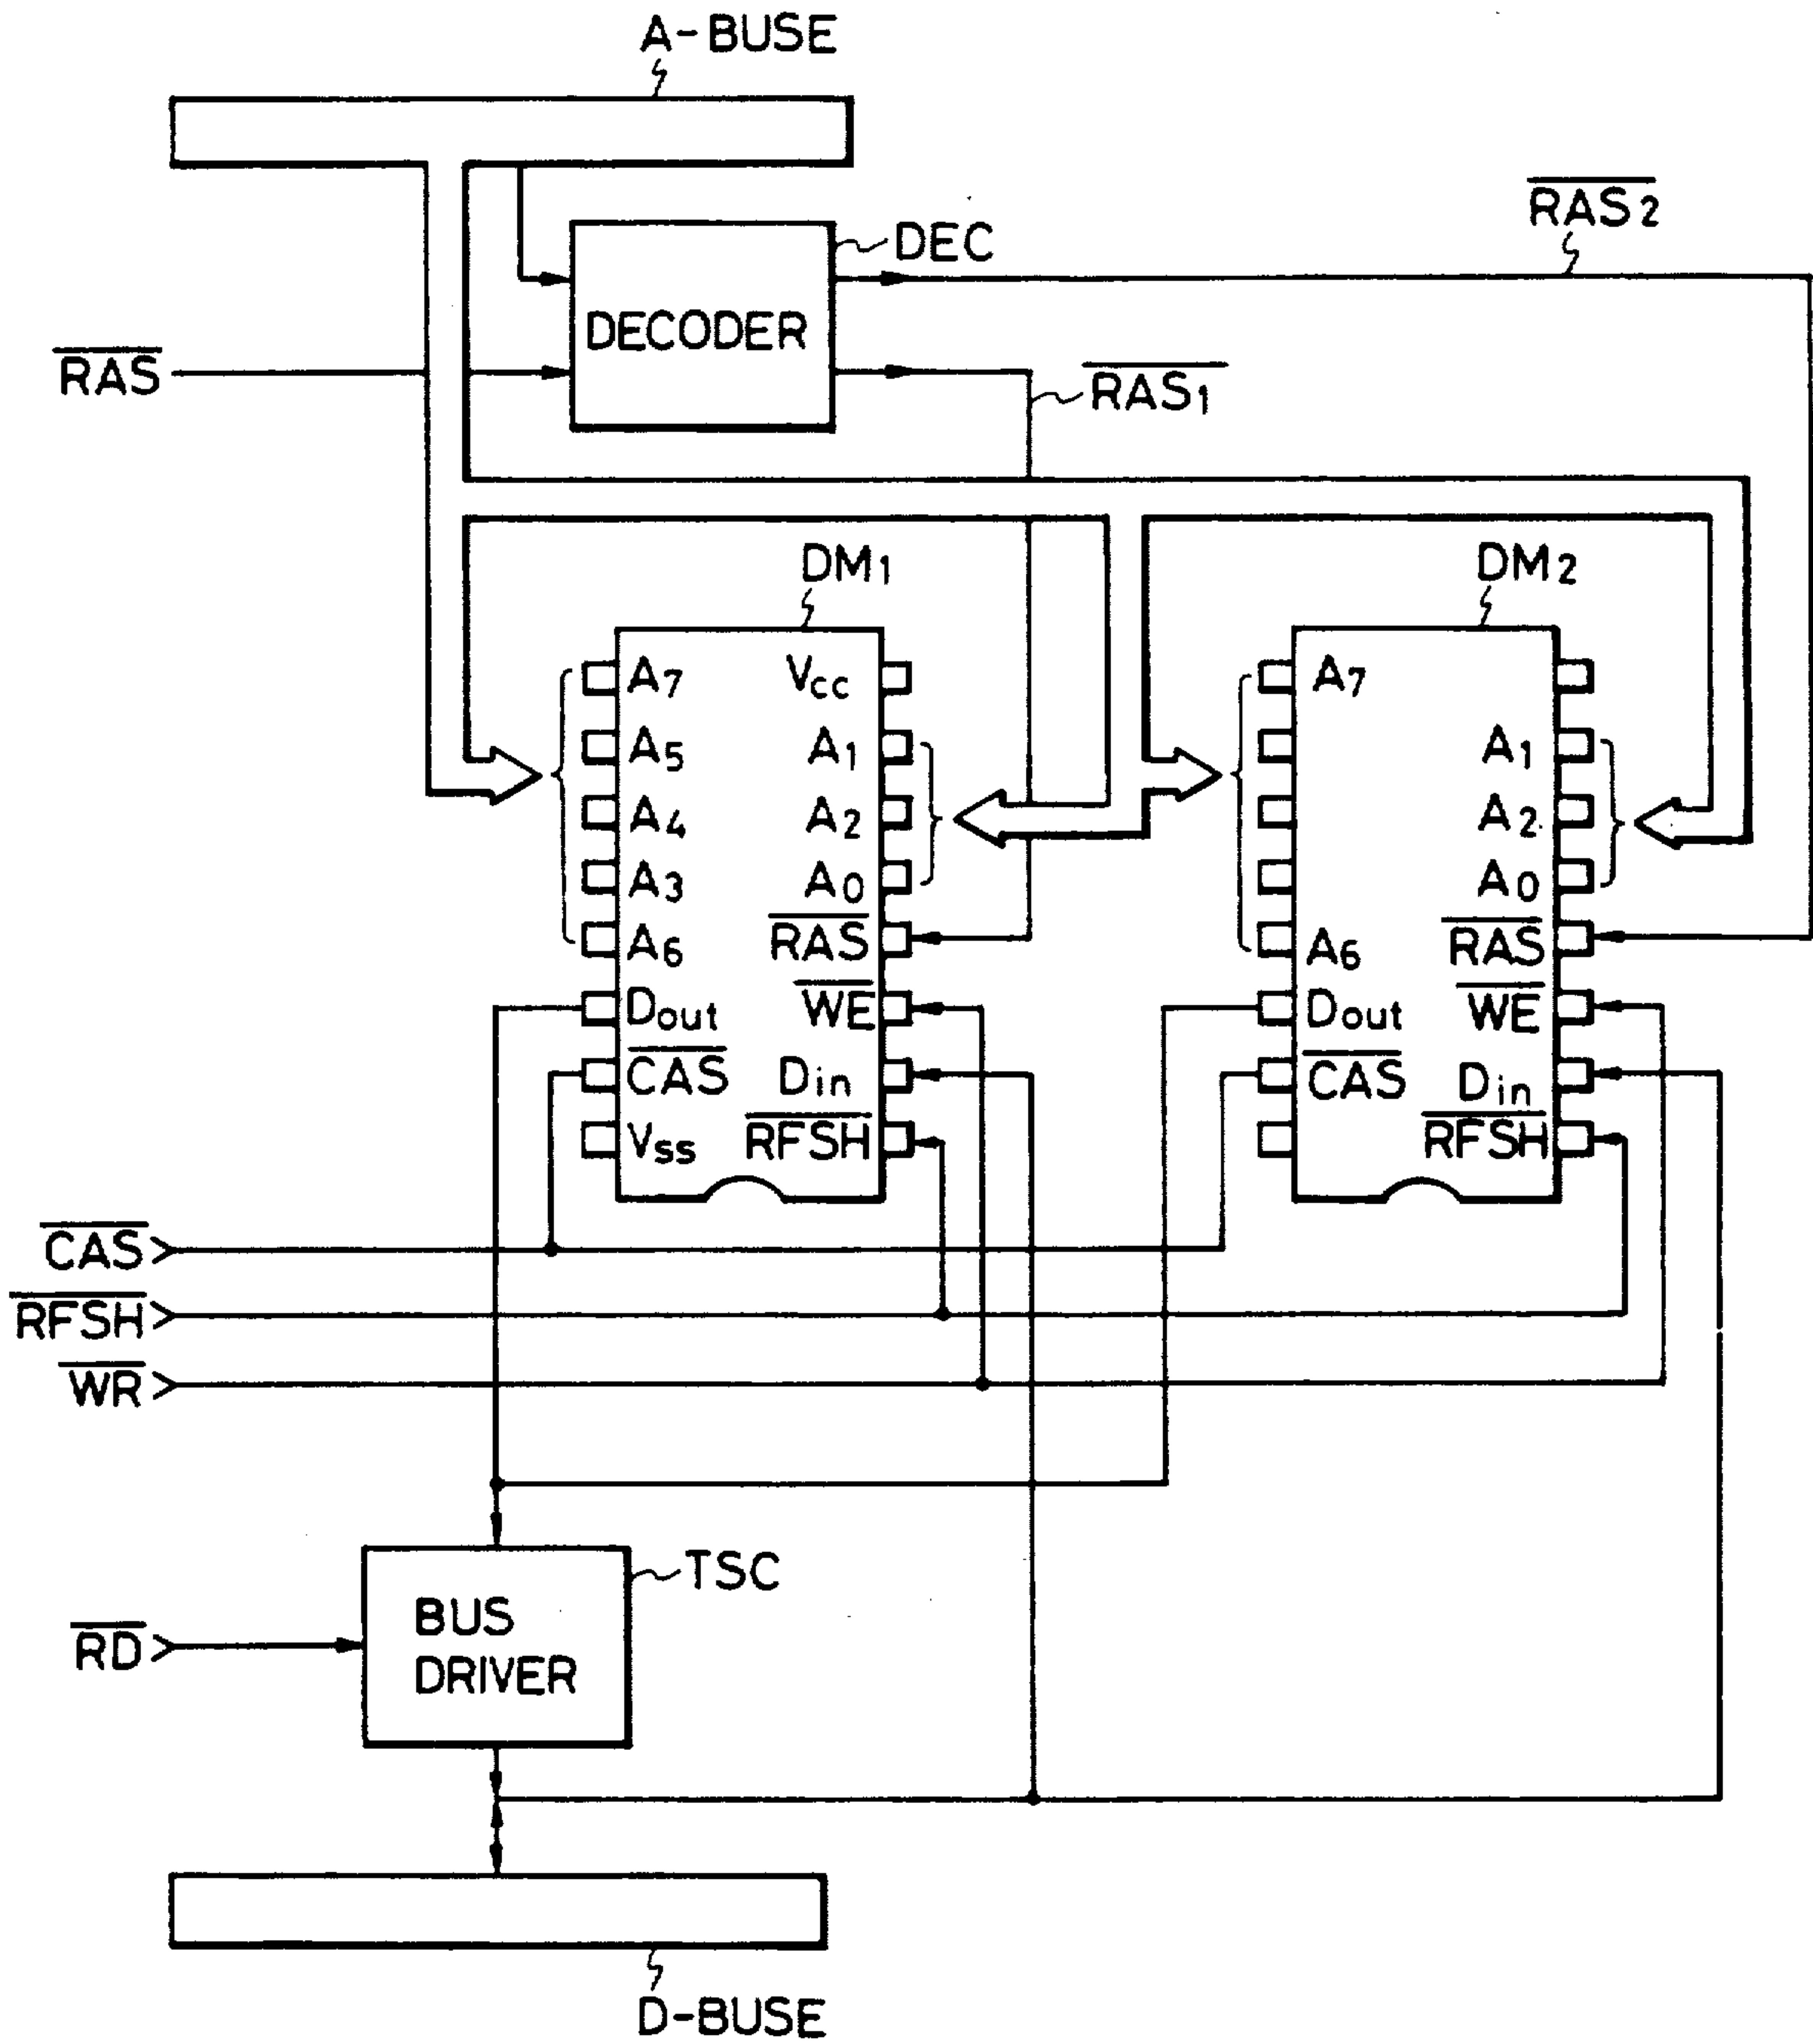 A-BUSE
RAS2
DEC
DECODER
RAS
RAS1
DM1
DM2
A7 Vcc
A5 A1
A4 A2
A3 A0
A6 RAS
Dout WE
CAS Din
Vss RFSH
A7
A1
A2
A0
A6 RAS
Dout WE
CAS Din
RFSH
CAS
RFSH
WR
TSC
BUS
DRIVER
RD
D-BUSE